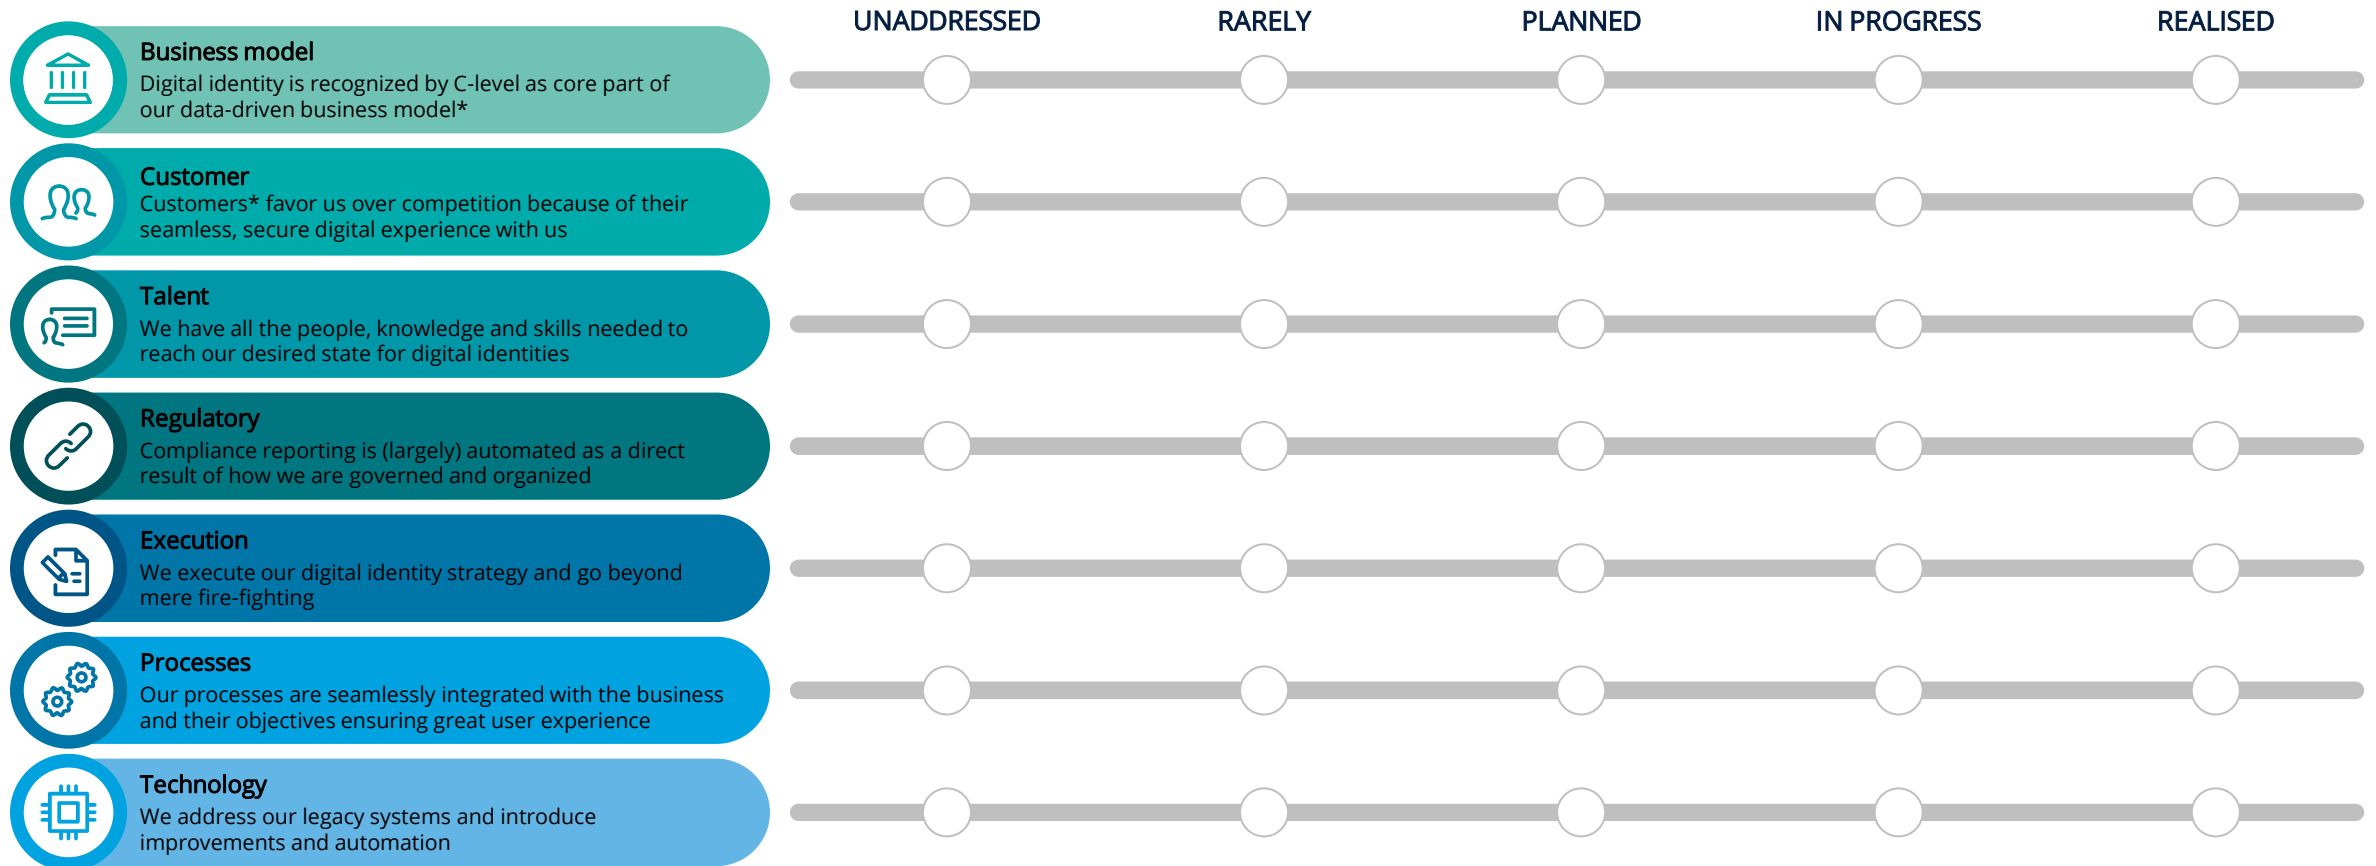 UNADDRESSED RARELY PLANNED IN PROGRESS REALISED
Business model
Digital identity is recognized by C-level as core part of
our data-driven business model*
Customer
Customers* favor us over competition because of their
seamless, secure digital experience with us
Talent
We have all the people, knowledge and skills needed to
reach our desired state for digital identities
Regulatory
Compliance reporting is (largely) automated as a direct
result of how we are governed and organized
Execution
We execute our digital identity strategy and go beyond
mere fire-fighting
Processes
Our processes are seamlessly integrated with the business
and their objectives ensuring great user experience
Technology
We address our legacy systems and introduce
improvements and automation